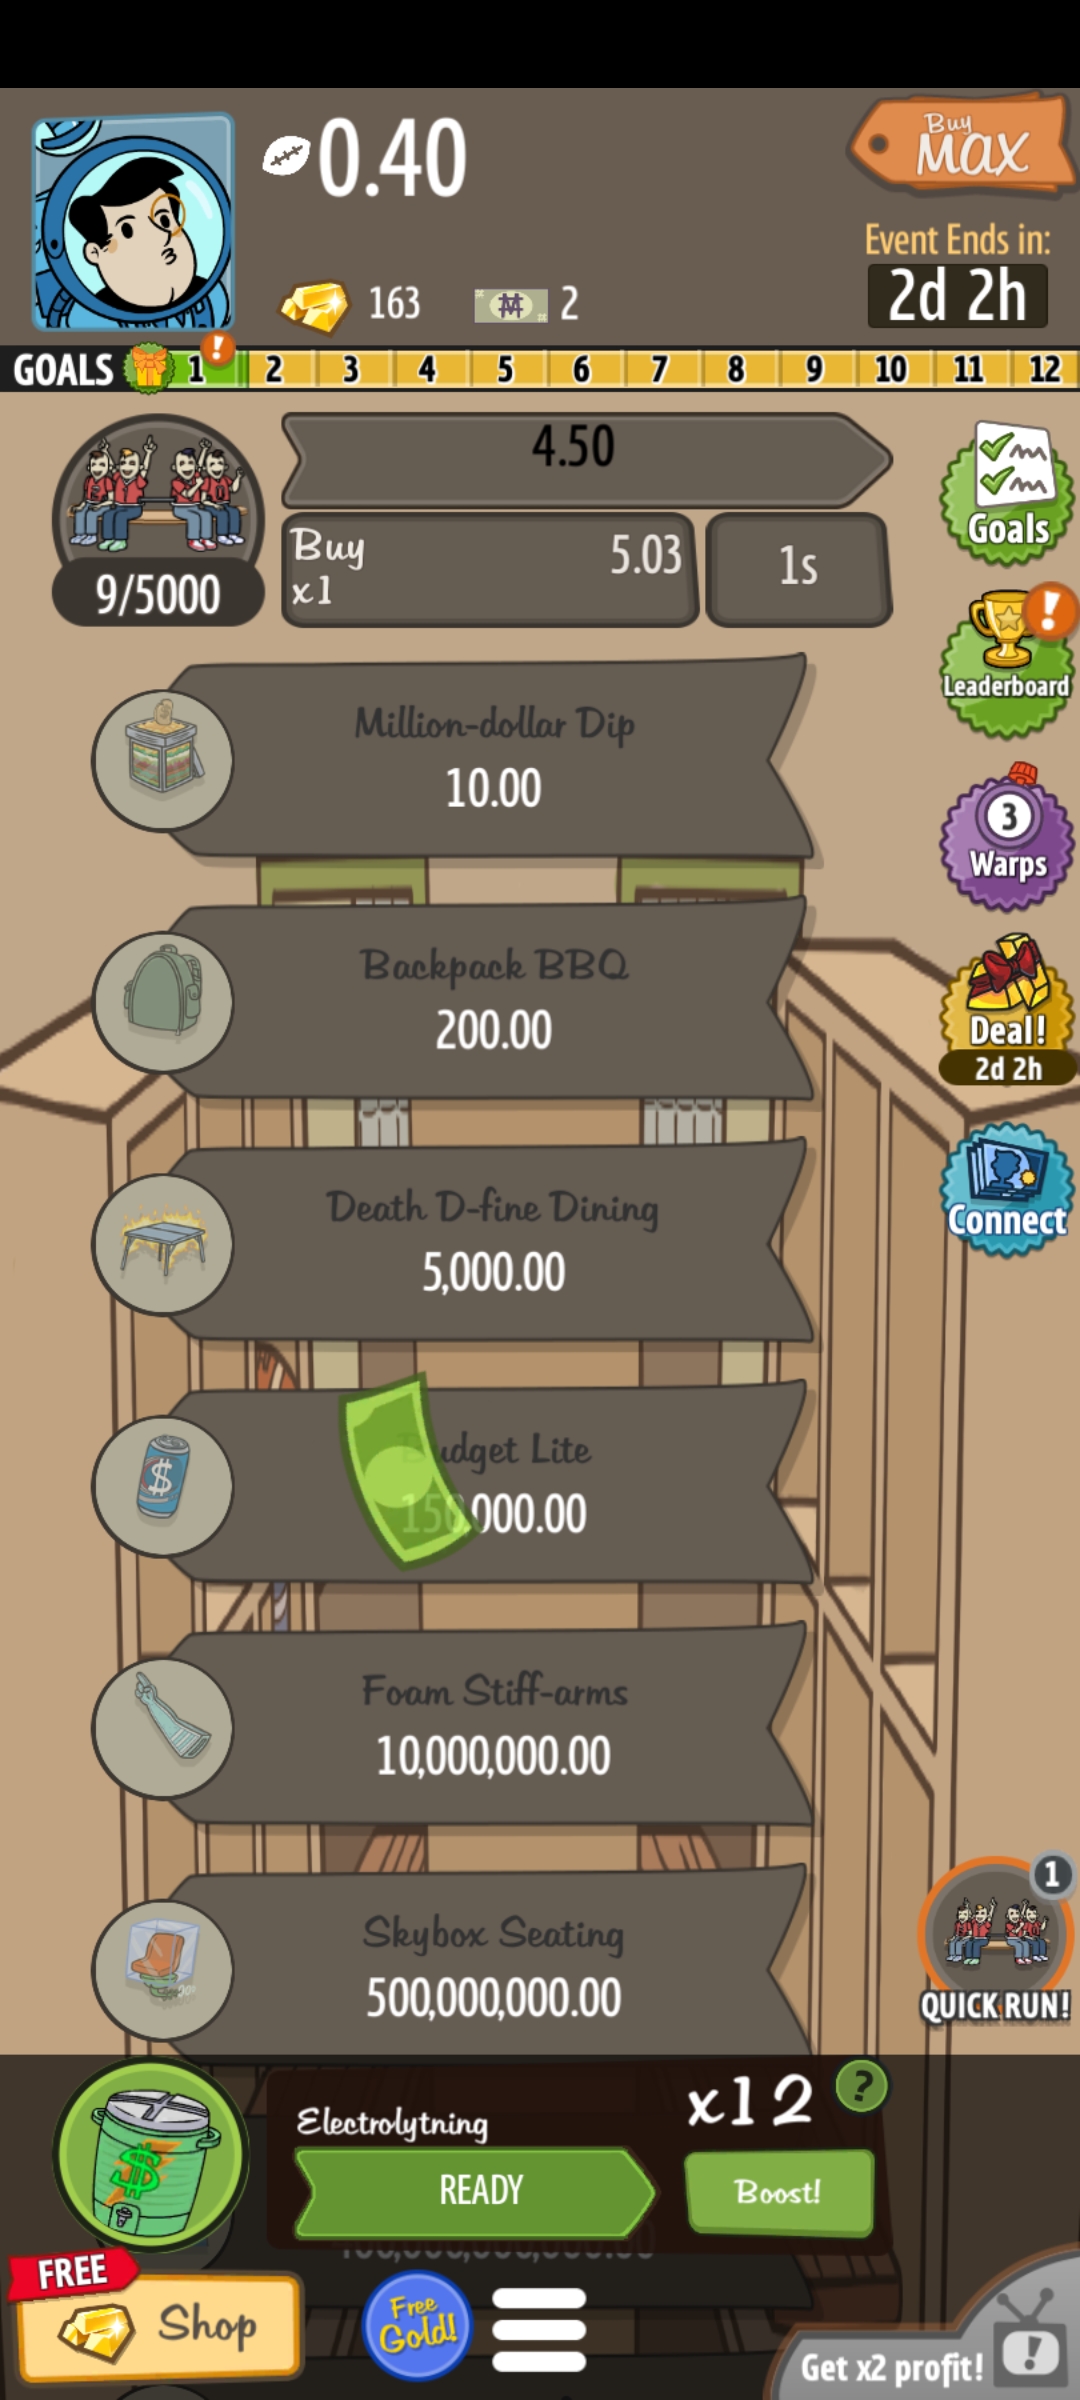 Buy
MAX
0.40
Event Ends in:
2d 2h
163
2
GOALS 1 ! 2 3 4 5 6 7 8 9 10 11 12
4.50
Buy
x1
5.03
1s
9/5000
Goals
!
Leaderboard
Million-dollar Dip
10.00
3
Warps
Backpack BBQ
200.00
Deal!
2d 2h
Death D-fine Dining
5,000.00
Connect
$
Budget Lite
150,000.00
Foam Stiff-arms
10,000,000.00
1
QUICK RUN!
Skybox Seating
500,000,000.00
x12
?
Electrolytning
$
READY
Boost!
FREE
Shop
Free
Gold!
Get x2 profit!
!